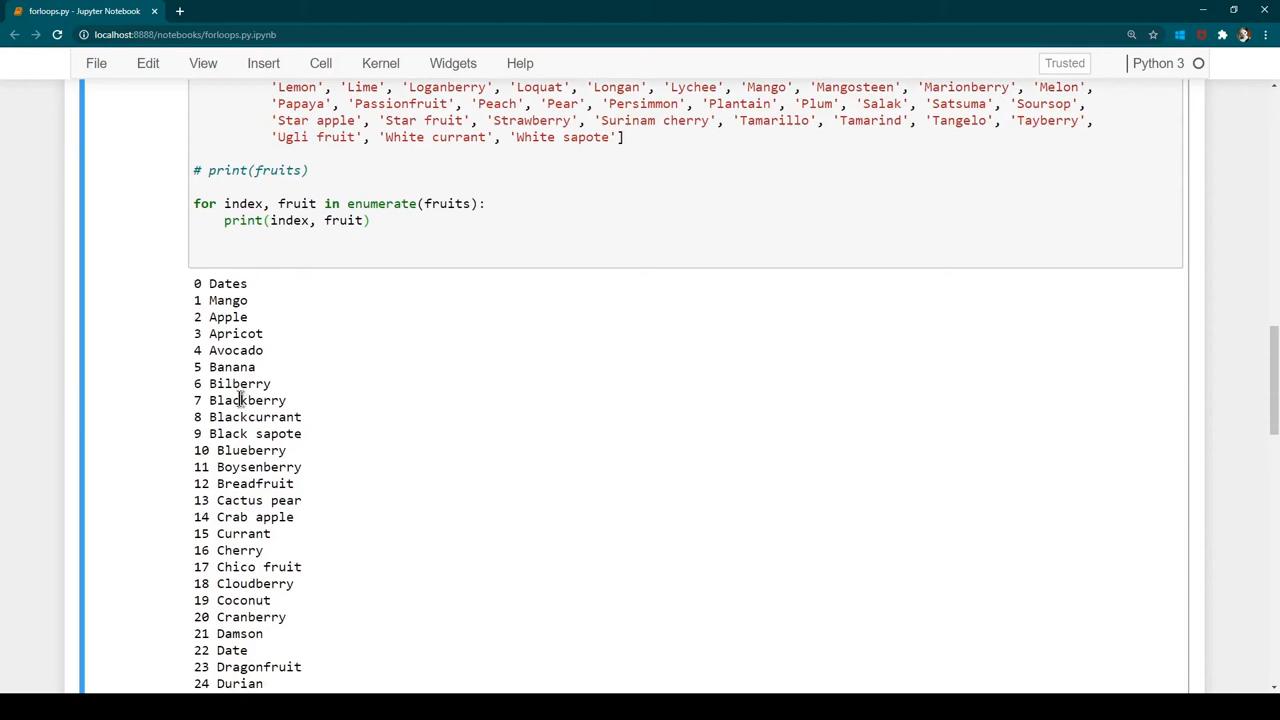 forloops.py - Jupyter Notebook
localhost:8888/notebooks/forloops.py.ipynb
File Edit View Insert Cell Kernel Widgets Help Trusted Python 3
'Lemon', 'Lime', 'Loganberry', 'Loquat', 'Longan', 'Lychee', 'Mango', 'Mangosteen', 'Marionberry', 'Melon',
'Papaya', 'Passionfruit', 'Peach', 'Pear', 'Persimmon', 'Plantain', 'Plum', 'Salak', 'Satsuma', 'Soursop',
'Star apple', 'Star fruit', 'Strawberry', 'Surinam cherry', 'Tamarillo', 'Tamarind', 'Tangelo', 'Tayberry',
'Ugli fruit', 'White currant', 'White sapote']
# print(fruits)
for index, fruit in enumerate(fruits):
print(index, fruit)
0 Dates
1 Mango
2 Apple
3 Apricot
4 Avocado
5 Banana
6 Bilberry
7 Blackberry
8 Blackcurrant
9 Black sapote
10 Blueberry
11 Boysenberry
12 Breadfruit
13 Cactus pear
14 Crab apple
15 Currant
16 Cherry
17 Chico fruit
18 Cloudberry
19 Coconut
20 Cranberry
21 Damson
22 Date
23 Dragonfruit
24 Durian